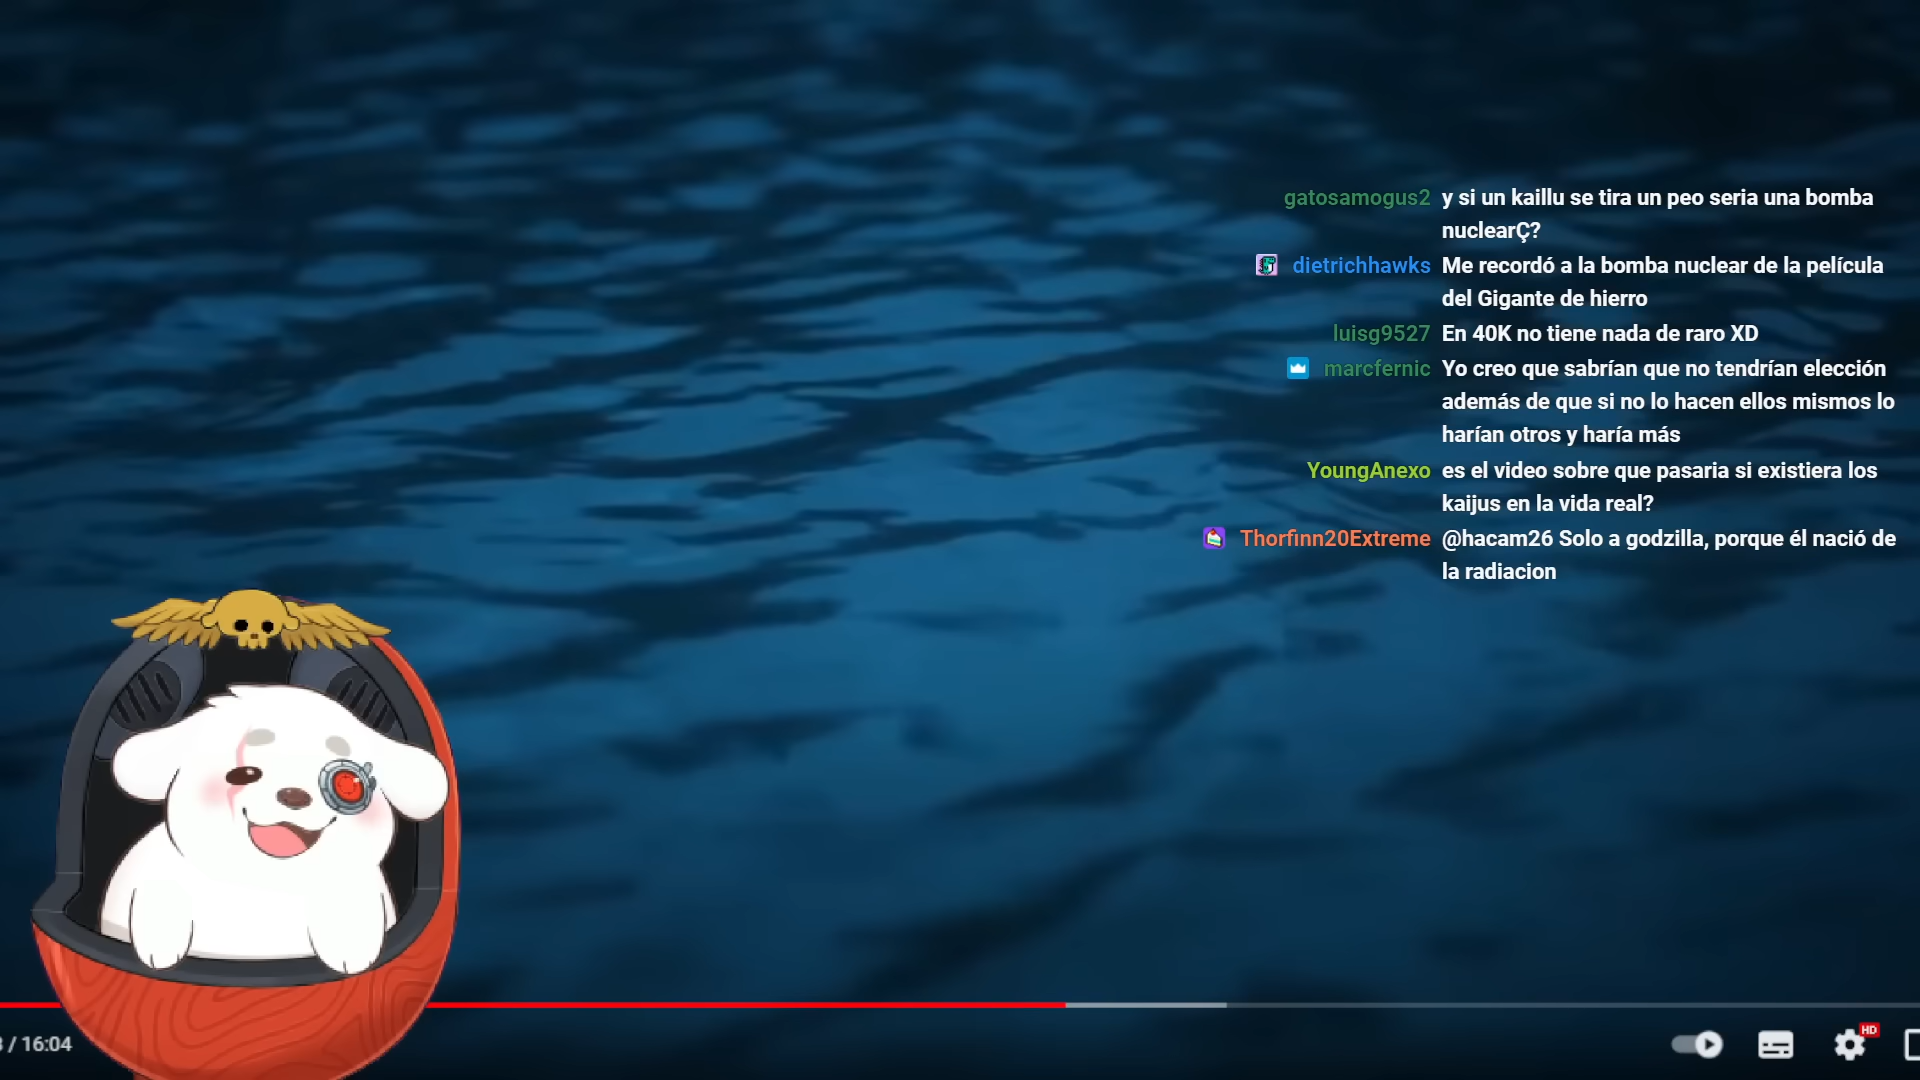 gatosamogus2 y si un kaillu se tira un peo seria una bomba
nuclearÇ?
dietrichhawks Me recordó a la bomba nuclear de la película
del Gigante de hierro
luisg9527 En 40K no tiene nada de raro XD
marcfernic Yo creo que sabrían que no tendrían elección
además de que si no lo hacen ellos mismos lo
harían otros y haría más
YoungAnexo es el video sobre que pasaria si existiera los
kaijus en la vida real?
Thorfinn20Extreme @hacam26 Solo a godzilla, porque él nació de
la radiacion
HD
/ 16:04